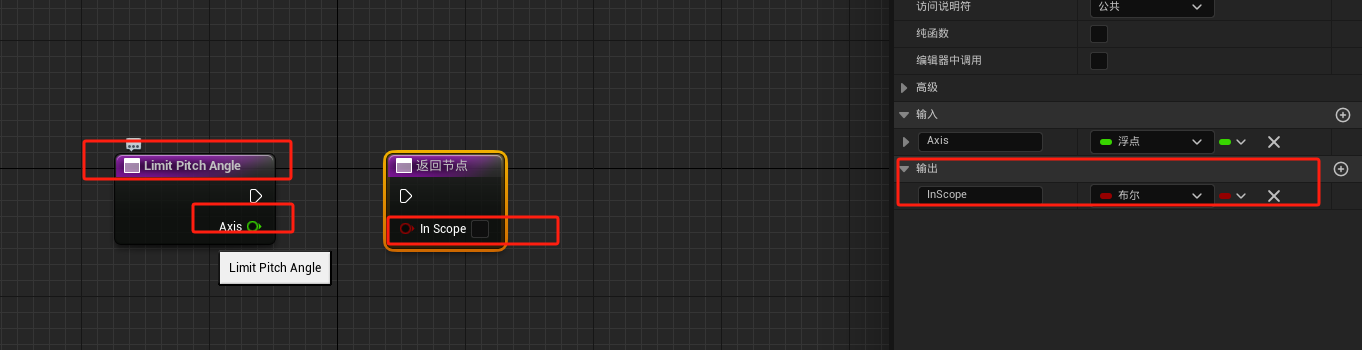 Limit Pitch Angle
Axis
Limit Pitch Angle
返回节点
In Scope
访问说明符 公共
纯函数
编辑器中调用
高级
输入
Axis 浮点
输出
InScope 布尔